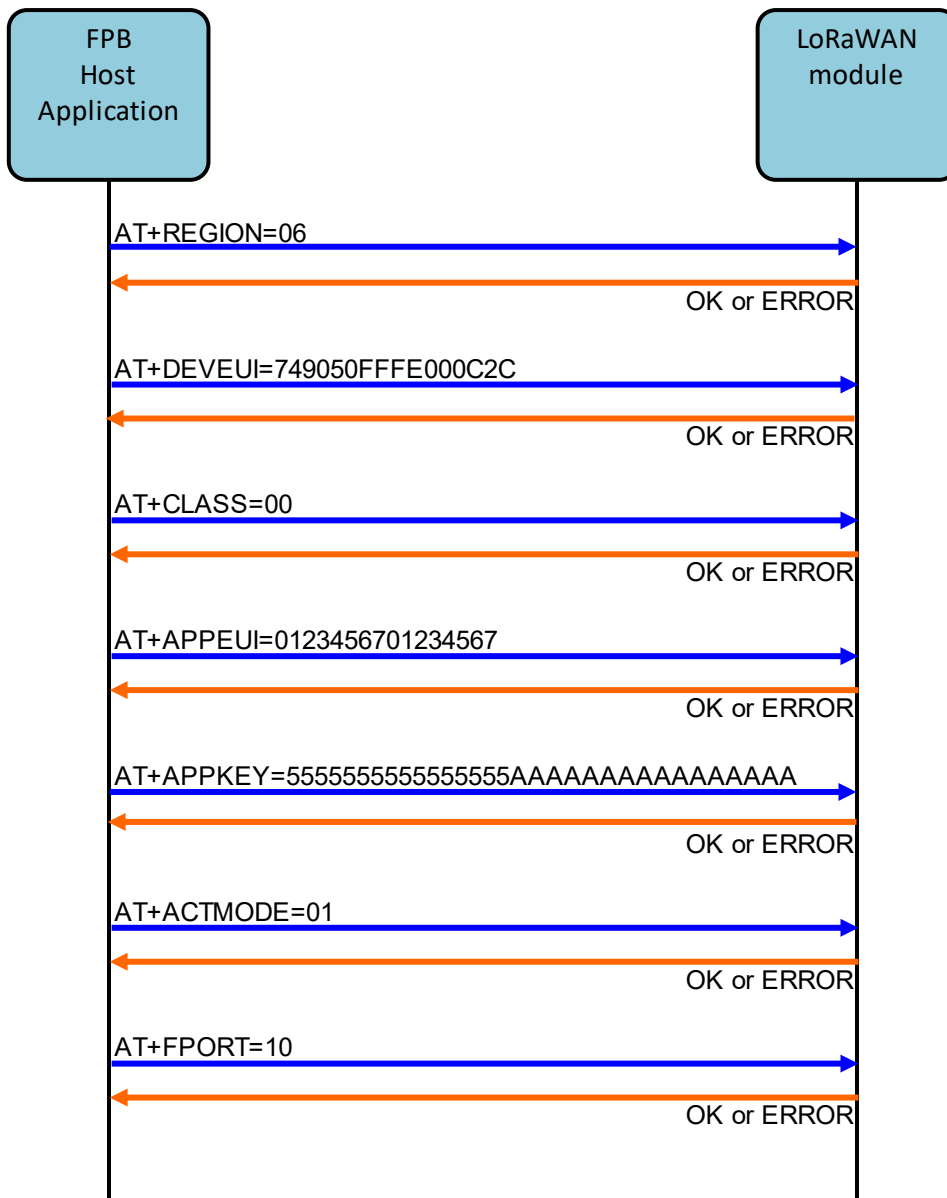 FPB
Host
Application
LoRaWAN
module
AT+REGION=06
OK or ERROR
AT+DEVEUI=749050FFFE000C2C
OK or ERROR
AT+CLASS=00
OK or ERROR
AT+APPEUI=0123456701234567
OK or ERROR
AT+APPKEY=5555555555555555AAAAAAAAAAAAAAAA
OK or ERROR
AT+ACTMODE=01
OK or ERROR
AT+FPORT=10
OK or ERROR